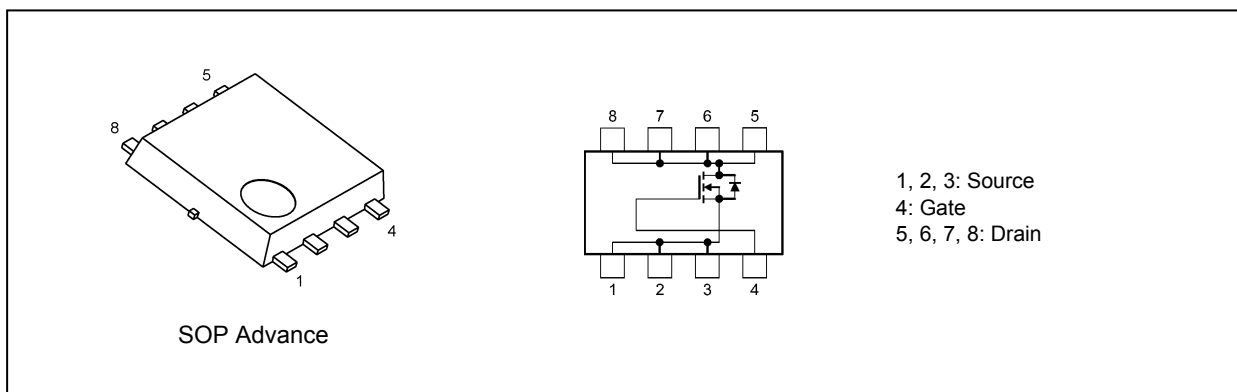 5
8
4
1
SOP Advance
8 7 6 5
1 2 3 4
1, 2, 3: Source
4: Gate
5, 6, 7, 8: Drain